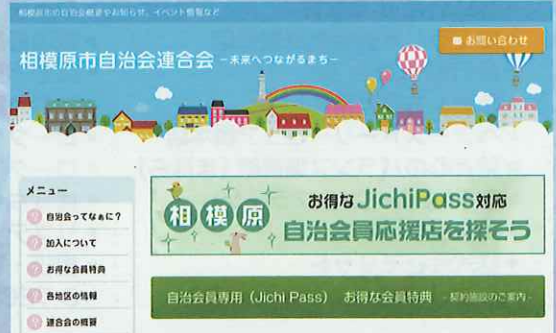 相模原市の自治会概要やお知らせ、イベント情報など
お問い合わせ
相模原市自治会連合会 -未来へつながるまち-
メニュー
自治会ってなぁに?
加入について
お得な会員特典
各地区の情報
連合会の概要
相模原
お得なJichiPass対応
自治会員応援店を探そう
自治会員専用（Jichi Pass） お得な会員特典 - 契約施設のご案内 -